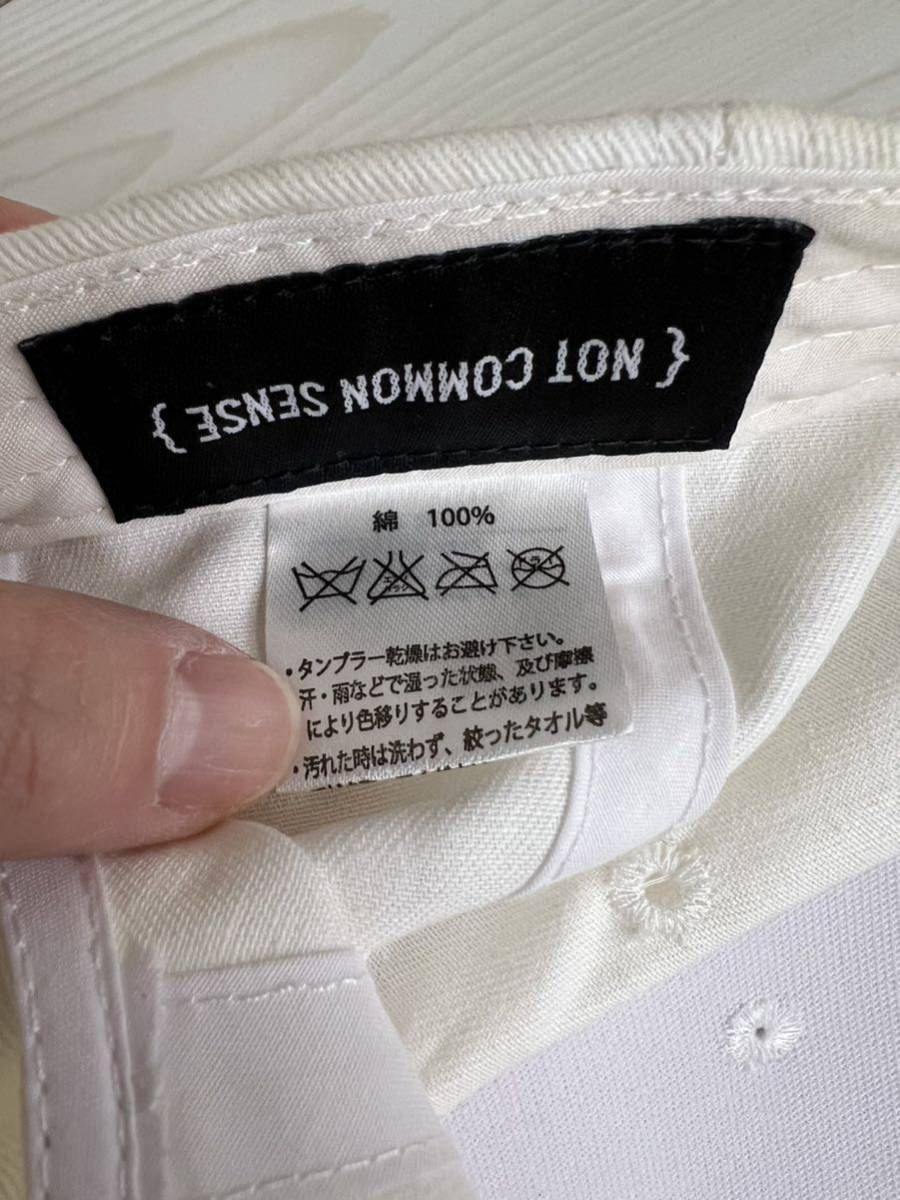 { NOT COMMON SENSE }
綿 100%
・タンブラー乾燥はお避け下さい。
汗・雨などで湿った状態、及び摩擦
により色移りすることがあります。
・汚れた時は洗わず、絞ったタオル等